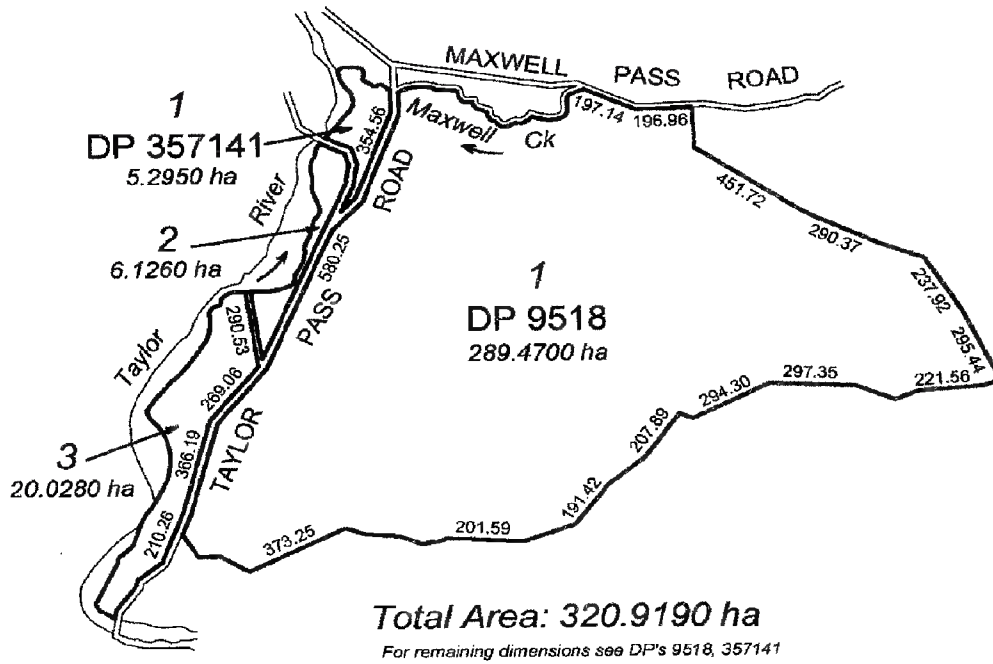 MAXWELL PASS ROAD
Maxwell Ck
197.14
196.96
1
DP 357141
5.2950 ha
354.56
ROAD
451.72
290.37
River
2
6.1260 ha
580.25
PASS
1
DP 9518
289.4700 ha
237.92
295.44
290.53
Taylor
269.06
297.35
221.56
294.30
207.89
TAYLOR
366.19
3
20.0280 ha
191.42
210.26
373.25
201.59
Total Area: 320.9190 ha
For remaining dimensions see DP's 9518, 357141